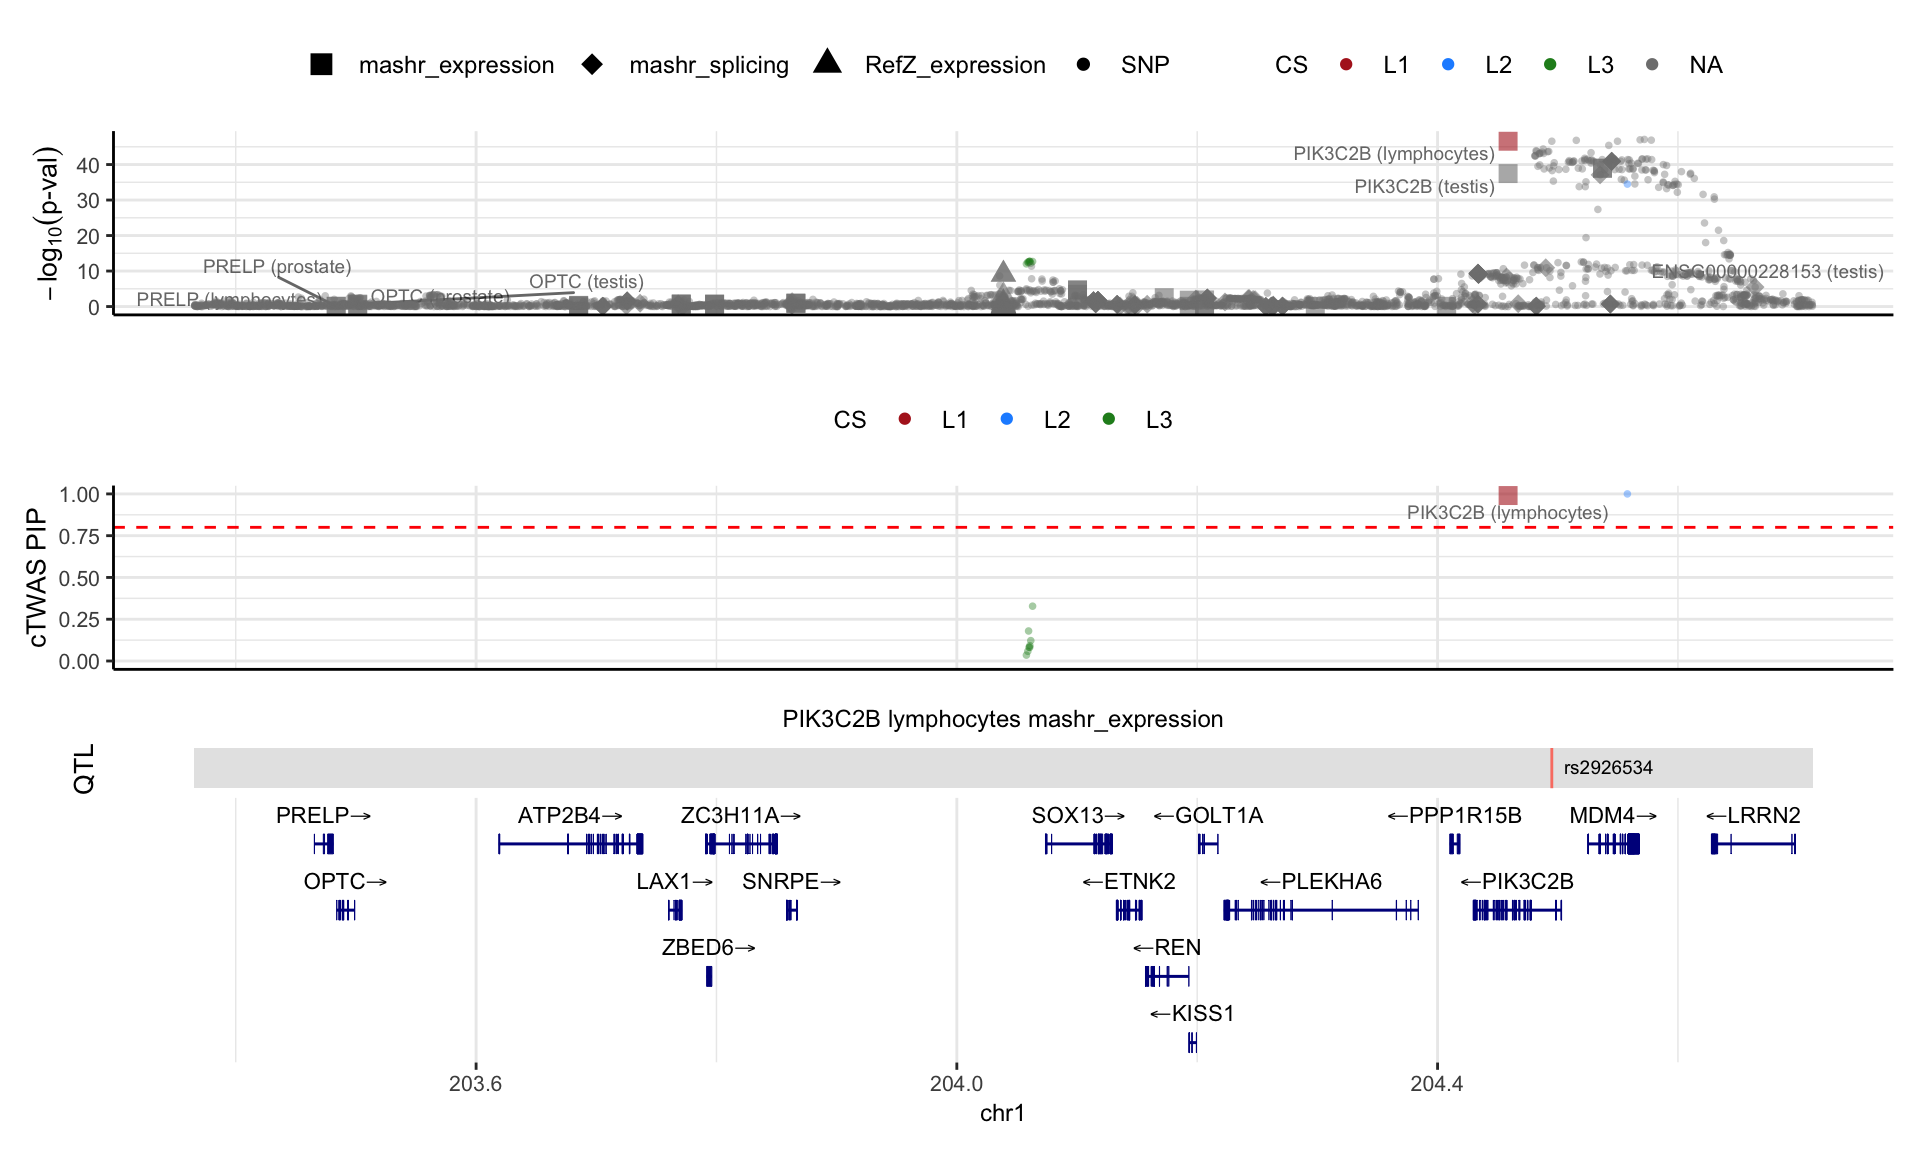 mashr_expression mashr_splicing RefZ_expression SNP CS L1 L2 L3 NA
−log10(p-val)
40
30
20
10
0
PIK3C2B (lymphocytes)
PIK3C2B (testis)
PRELP (prostate)
OPTC (testis)
ENSG00000228153 (testis)
PRELP (lymphocytes)
OPTC (prostate)
CS L1 L2 L3
cTWAS PIP
1.00
0.75
0.50
0.25
0.00
PIK3C2B (lymphocytes)
PIK3C2B lymphocytes mashr_expression
QTL
rs2926534
PRELP→ ATP2B4→ ZC3H11A→ SOX13→ ←GOLT1A ←PPP1R15B MDM4→ ←LRRN2
OPTC→ LAX1→ SNRPE→ ←ETNK2 ←PLEKHA6 ←PIK3C2B
ZBED6→ ←REN
←KISS1
203.6 204.0 204.4
chr1